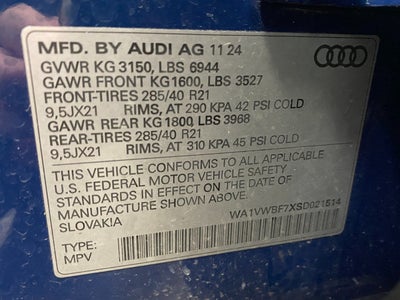 MFD. BY AUDI AG 11 24
GVWR KG 3150, LBS 6944
GAWR FRONT KG1600, LBS 3527
FRONT-TIRES 285/40 R21
9,5JX21 RIMS, AT 290 KPA 42 PSI COLD
GAWR REAR KG 1800, LBS 3968
REAR-TIRES 285/40 R21
9,5JX21 RIMS, AT 310 KPA 45 PSI COLD
THIS VEHICLE CONFORMS TO ALL APPLICABLE
U.S. FEDERAL MOTOR VEHICLE SAFETY
STANDARDS IN EFFECT ON THE DATE OF
MANUFACTURE SHOWN ABOVE.
SLOVAKIA
WA1VWBF7XSD021514
TYPE:
MPV